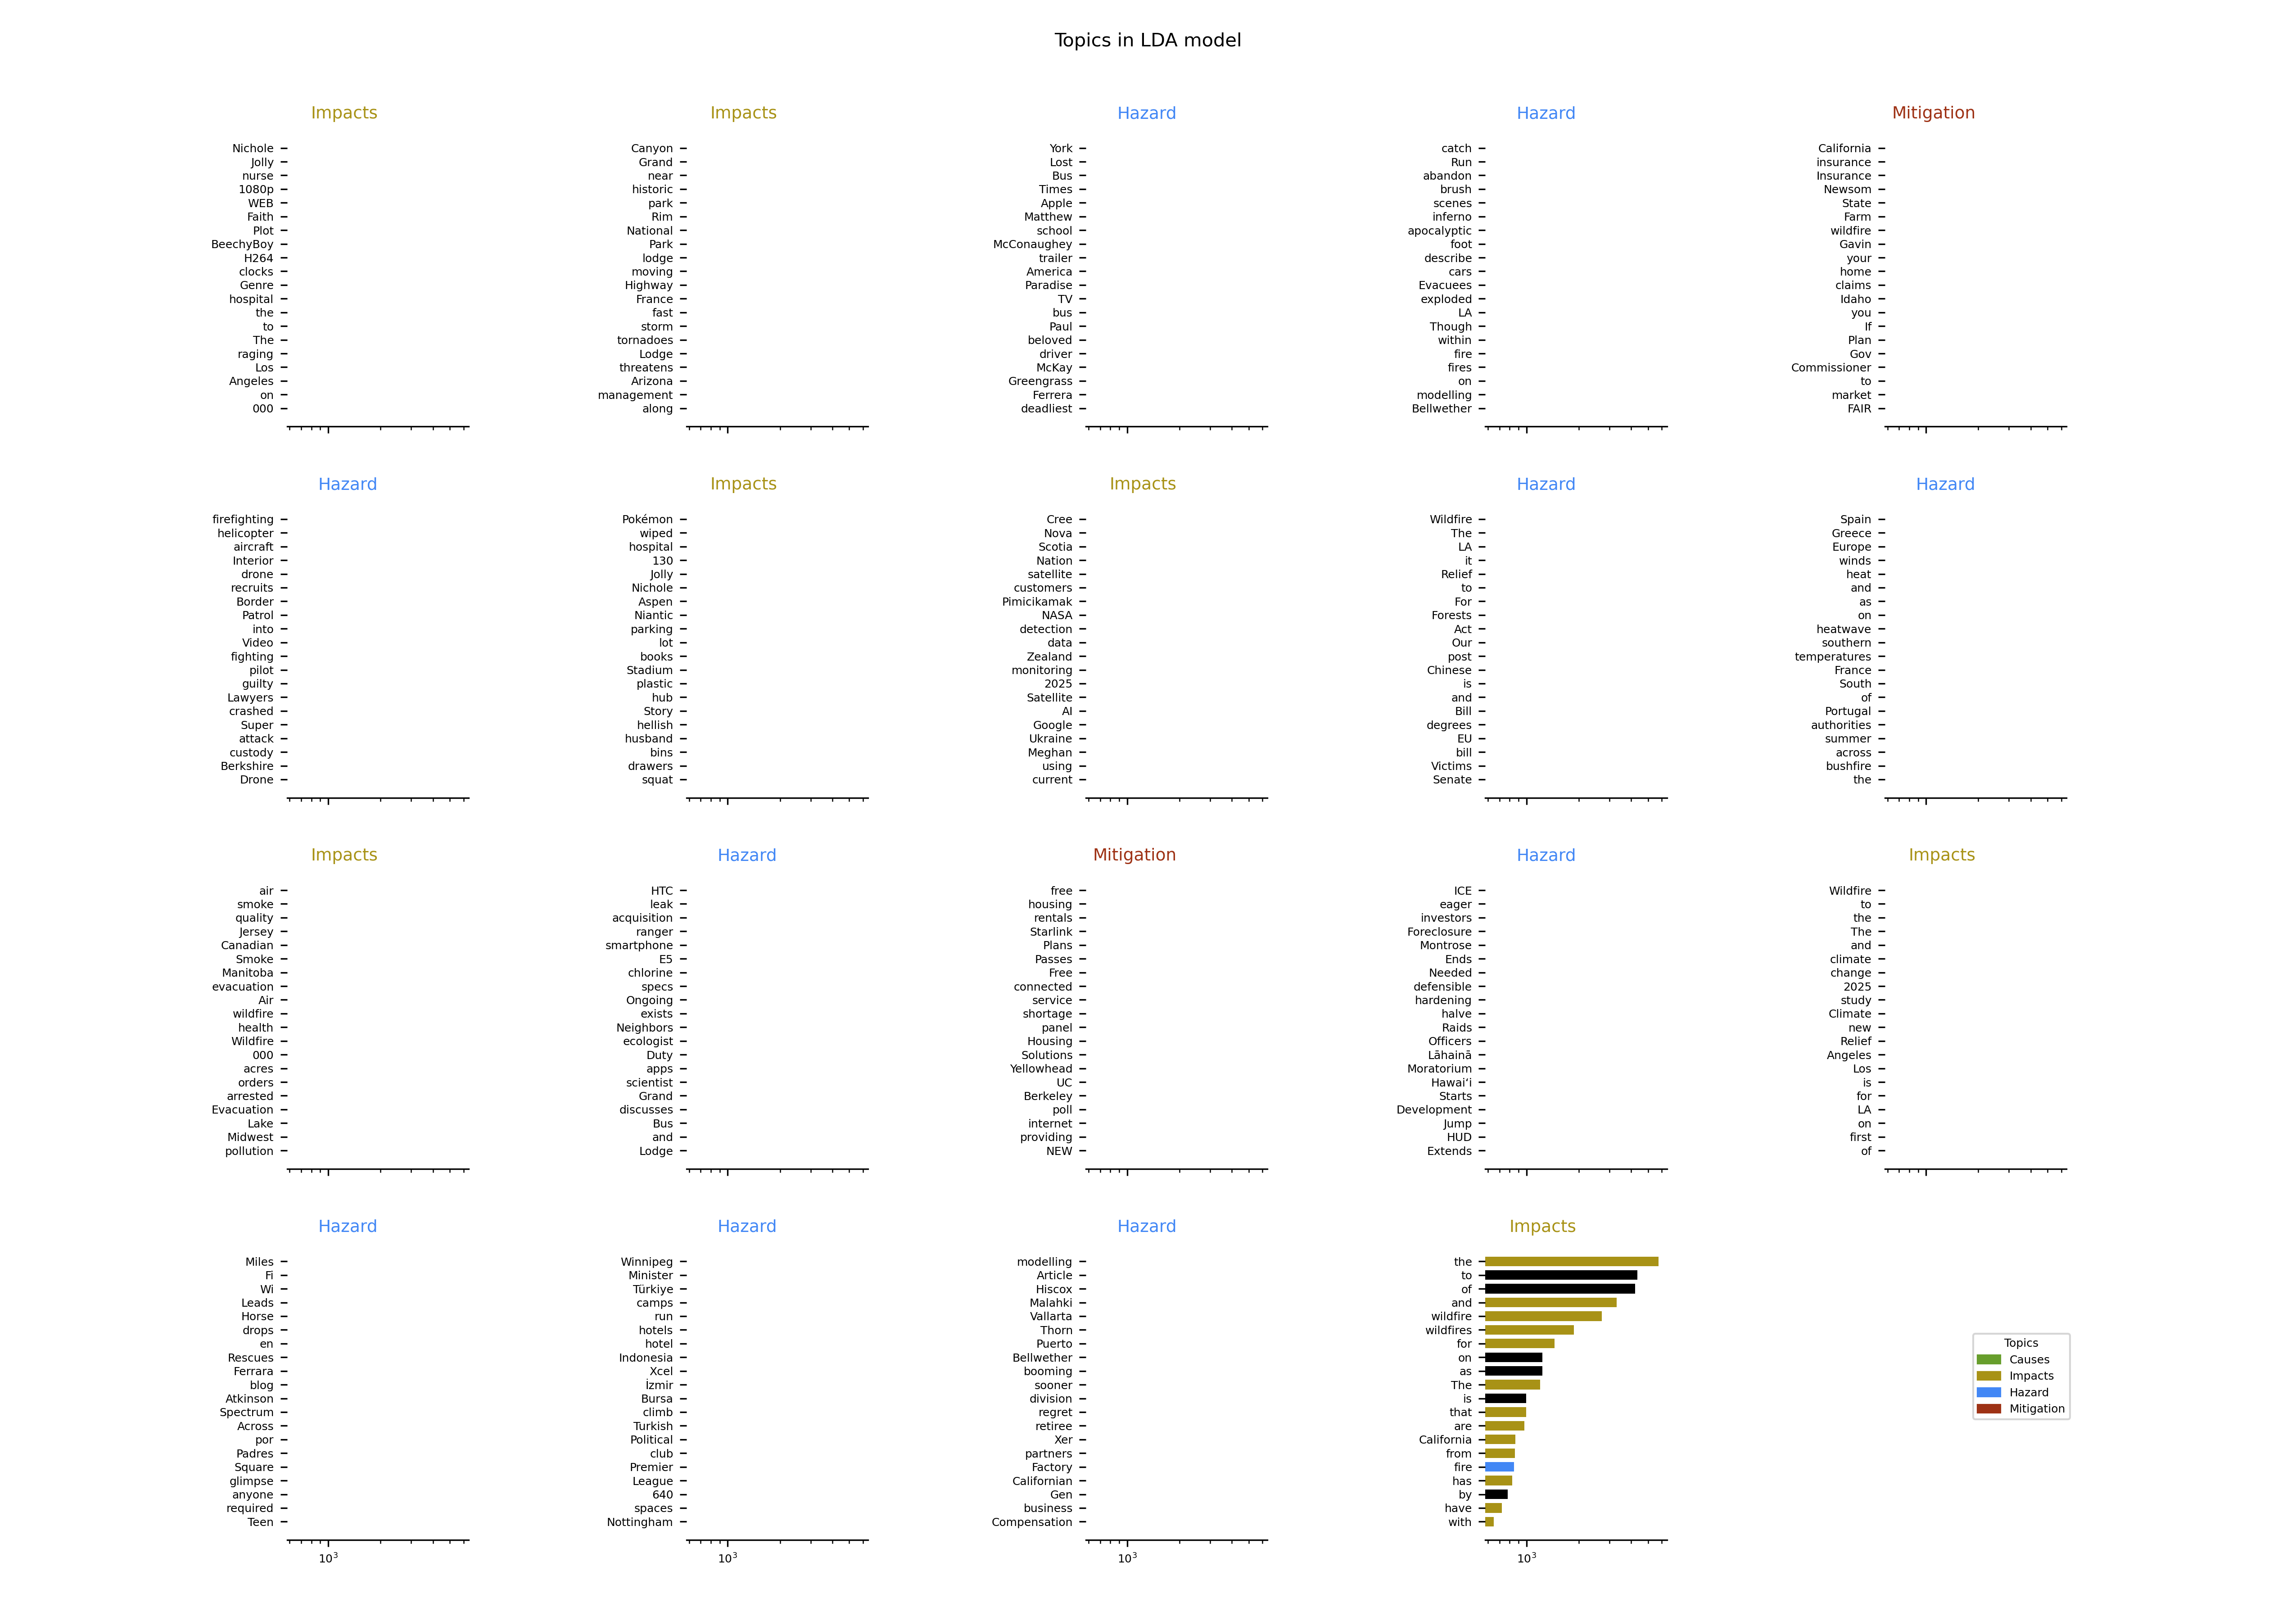 Topics in LDA model
Impacts
Nichole
Jolly
nurse
1080p
WEB
Faith
Plot
BeechyBoy
H264
clocks
Genre
hospital
the
to
The
raging
Los
Angeles
on
000
Impacts
Canyon
Grand
near
historic
park
Rim
National
Park
lodge
moving
Highway
France
fast
storm
tornadoes
Lodge
threatens
Arizona
management
along
Hazard
York
Lost
Bus
Times
Apple
Matthew
school
McConaughey
trailer
America
Paradise
TV
bus
Paul
beloved
driver
McKay
Greengrass
Ferrera
deadliest
Hazard
catch
Run
abandon
brush
scenes
inferno
apocalyptic
foot
describe
cars
Evacuees
exploded
LA
Though
within
fire
fires
on
modelling
Bellwether
Mitigation
California
insurance
Insurance
Newsom
State
Farm
wildfire
Gavin
your
home
claims
Idaho
you
If
Plan
Gov
Commissioner
to
market
FAIR
Hazard
firefighting
helicopter
aircraft
Interior
drone
recruits
Border
Patrol
into
Video
fighting
pilot
guilty
Lawyers
crashed
Super
attack
custody
Berkshire
Drone
Impacts
Pokémon
wiped
hospital
130
Jolly
Nichole
Aspen
Niantic
parking
lot
books
Stadium
plastic
hub
Story
hellish
husband
bins
drawers
squat
Impacts
Cree
Nova
Scotia
Nation
satellite
customers
Pimicikamak
NASA
detection
data
Zealand
monitoring
2025
Satellite
AI
Google
Ukraine
Meghan
using
current
Hazard
Wildfire
The
LA
it
Relief
to
For
Forests
Act
Our
post
Chinese
is
and
Bill
degrees
EU
bill
Victims
Senate
Hazard
Spain
Greece
Europe
winds
heat
and
as
on
heatwave
southern
temperatures
France
South
of
Portugal
authorities
summer
across
bushfire
the
Impacts
air
smoke
quality
Jersey
Canadian
Smoke
Manitoba
evacuation
Air
wildfire
health
Wildfire
000
acres
orders
arrested
Evacuation
Lake
Midwest
pollution
Hazard
HTC
leak
acquisition
ranger
smartphone
E5
chlorine
specs
Ongoing
exists
Neighbors
ecologist
Duty
apps
scientist
Grand
discusses
Bus
and
Lodge
Mitigation
free
housing
rentals
Starlink
Plans
Passes
Free
connected
service
shortage
panel
Housing
Solutions
Yellowhead
UC
Berkeley
poll
internet
providing
NEW
Hazard
ICE
eager
investors
Foreclosure
Montrose
Ends
Needed
defensible
hardening
halve
Raids
Officers
Lāhainā
Moratorium
Hawaiʻi
Starts
Development
Jump
HUD
Extends
Impacts
Wildfire
to
the
The
and
climate
change
2025
study
Climate
new
Relief
Angeles
Los
is
for
LA
on
first
of
Hazard
Miles
Fi
Wi
Leads
Horse
drops
en
Rescues
Ferrara
blog
Atkinson
Spectrum
Across
por
Padres
Square
glimpse
anyone
required
Teen
10³
Hazard
Winnipeg
Minister
Türkiye
camps
run
hotels
hotel
Indonesia
Xcel
İzmir
Bursa
climb
Turkish
Political
club
Premier
League
640
spaces
Nottingham
10³
Hazard
modelling
Article
Hiscox
Malahki
Vallarta
Thorn
Puerto
Bellwether
booming
sooner
division
regret
retiree
Xer
partners
Factory
Californian
Gen
business
Compensation
10³
Impacts
the
to
of
and
wildfire
wildfires
for
on
as
The
is
that
are
California
from
fire
has
by
have
with
10³
Topics
Causes
Impacts
Hazard
Mitigation